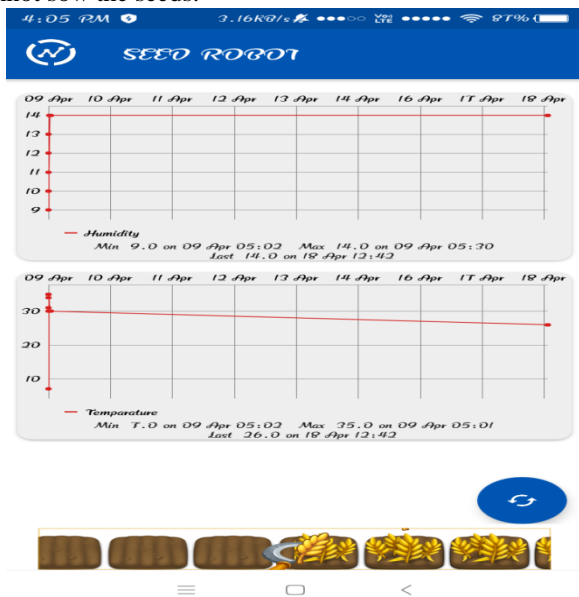 not sow the seeds.
4:05 PM 3.16KB/s VoLTE 87%
SEED ROBOT
09 Apr 10 Apr 11 Apr 12 Apr 13 Apr 14 Apr 16 Apr 17 Apr 18 Apr
14
13
12
11
10
9
Humidity
Min 9.0 on 09 Apr 05:02 Max 14.0 on 09 Apr 05:30
Last 14.0 on 18 Apr 12:42
09 Apr 10 Apr 11 Apr 12 Apr 13 Apr 14 Apr 16 Apr 17 Apr 18 Apr
30
20
10
Temparature
Min 7.0 on 09 Apr 05:02 Max 35.0 on 09 Apr 05:01
Last 26.0 on 18 Apr 12:42